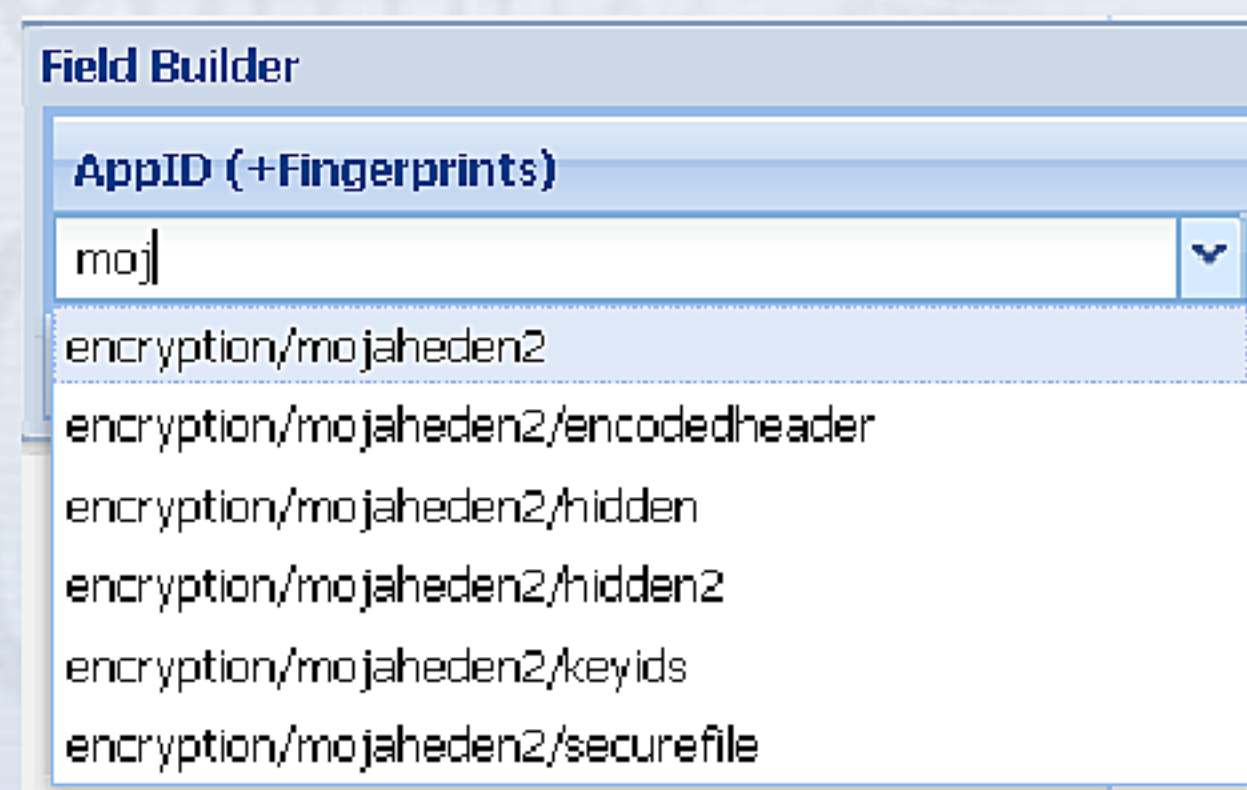 Field Builder
AppID (+Fingerprints)
moj
encryption/mojaheden2
encryption/mojaheden2/encodedheader
encryption/mojaheden2/hidden
encryption/mojaheden2/hidden2
encryption/mojaheden2/keyids
encryption/mojaheden2/securefile